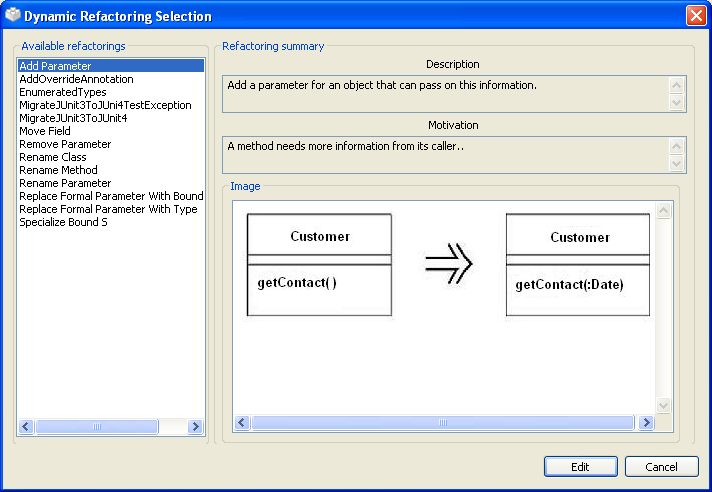 Dynamic Refactoring Selection
Available refactorings
Add Parameter
AddOverrideAnnotation
EnumeratedTypes
MigrateJUnit3ToJUni4TestException
MigrateJUnit3ToJUnit4
Move Field
Remove Parameter
Rename Class
Rename Method
Rename Parameter
Replace Formal Parameter With Bound
Replace Formal Parameter With Type
Specialize Bound S
Refactoring summary
Description
Add a parameter for an object that can pass on this information.
Motivation
A method needs more information from its caller..
Image
Customer
getContact( )
Customer
getContact(:Date)
Edit
Cancel